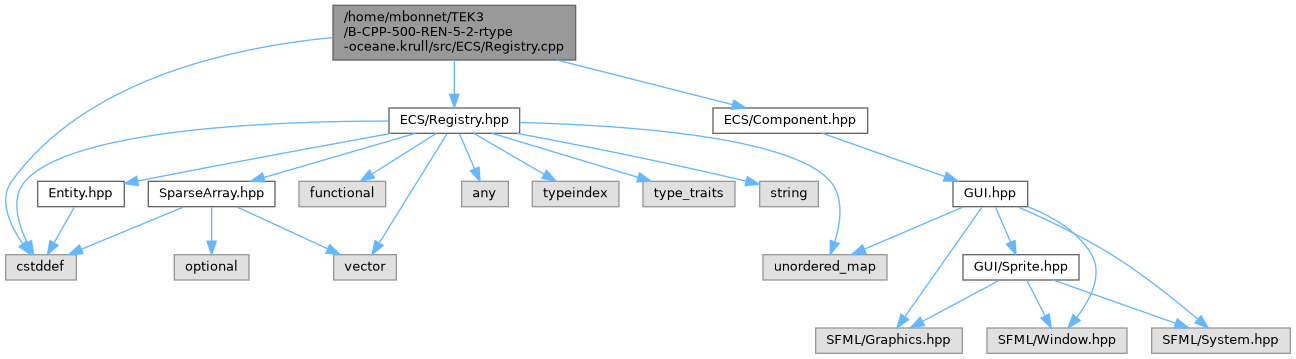 /home/mbonnet/TEK3
/B-CPP-500-REN-5-2-rtype
-oceane.krull/src/ECS/Registry.cpp
ECS/Registry.hpp
ECS/Component.hpp
Entity.hpp
SparseArray.hpp
functional
any
typeindex
type_traits
string
GUI.hpp
cstddef
optional
vector
unordered_map
GUI/Sprite.hpp
SFML/Graphics.hpp
SFML/Window.hpp
SFML/System.hpp